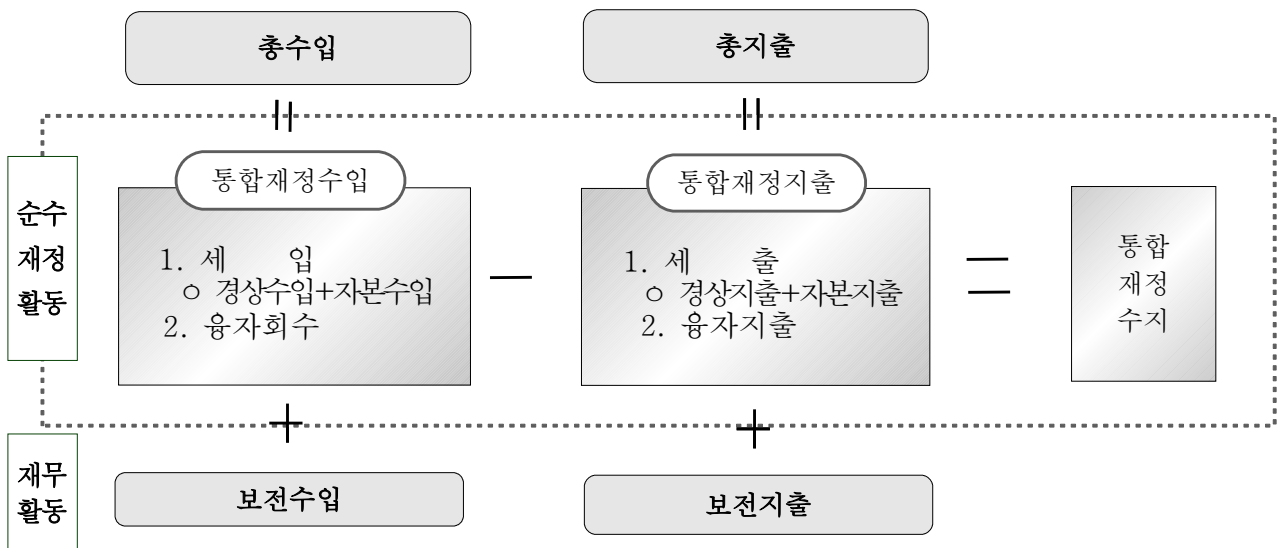 총수입
총지출
순수
재정
활동
통합재정수입
1. 세 입
ㅇ 경상수입+자본수입
2. 융자회수
통합재정지출
1. 세 출
ㅇ 경상지출+자본지출
2. 융자지출
통합
재정
수지
재무
활동
보전수입
보전지출